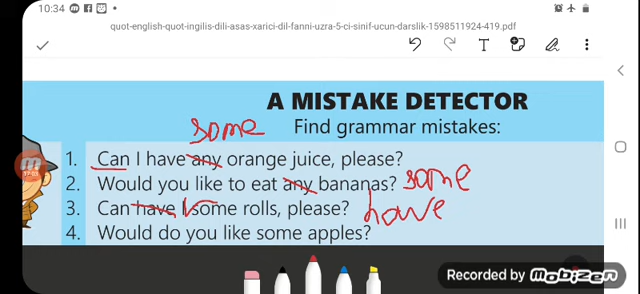 10:34
quot-english-quot-ingilis-dili-asas-xarici-dil-fanni-uzra-5-ci-sinif-ucun-darslik-1598511924-419.pdf
A MISTAKE DETECTOR
some
Find grammar mistakes:
1. Can I have any orange juice, please?
2. Would you like to eat any bananas? some
3. Can have I some rolls, please? have
4. Would do you like some apples?
Recorded by Mobizen